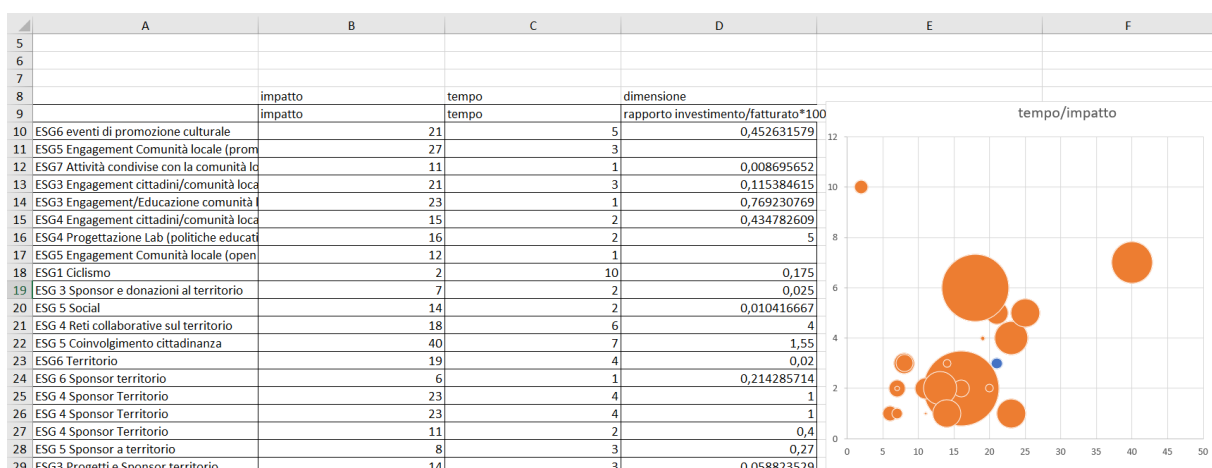 A B C D E F
5
6
7
8 impatto tempo dimensione
9 impatto tempo rapporto investimento/fatturato*100
10 ESG6 eventi di promozione culturale 21 5 0,452631579
11 ESG5 Engagement Comunità locale (prom 27 3
12 ESG7 Attività condivise con la comunità lo 11 1 0,008695652
13 ESG3 Engagement cittadini/comunità loca 21 3 0,115384615
14 ESG3 Engagement/Educazione comunità l 23 1 0,769230769
15 ESG4 Engagement cittadini/comunità loca 15 2 0,434782609
16 ESG4 Progettazione Lab (politiche educati 16 2 5
17 ESG5 Engagement Comunità locale (open 12 1
18 ESG1 Ciclismo 2 10 0,175
19 ESG 3 Sponsor e donazioni al territorio 7 2 0,025
20 ESG 5 Social 14 2 0,010416667
21 ESG 4 Reti collaborative sul territorio 18 6 4
22 ESG 5 Coinvolgimento cittadinanza 40 7 1,55
23 ESG6 Territorio 19 4 0,02
24 ESG 6 Sponsor territorio 6 1 0,214285714
25 ESG 4 Sponsor Territorio 23 4 1
26 ESG 4 Sponsor Territorio 23 4 1
27 ESG 4 Sponsor Territorio 11 2 0,4
28 ESG 5 Sponsor a territorio 8 3 0,27
29 ESG3 Progetti e Sponsor territorio 14 3 0,058823529
tempo/impatto
12
10
8
6
4
2
0
0 5 10 15 20 25 30 35 40 45 50